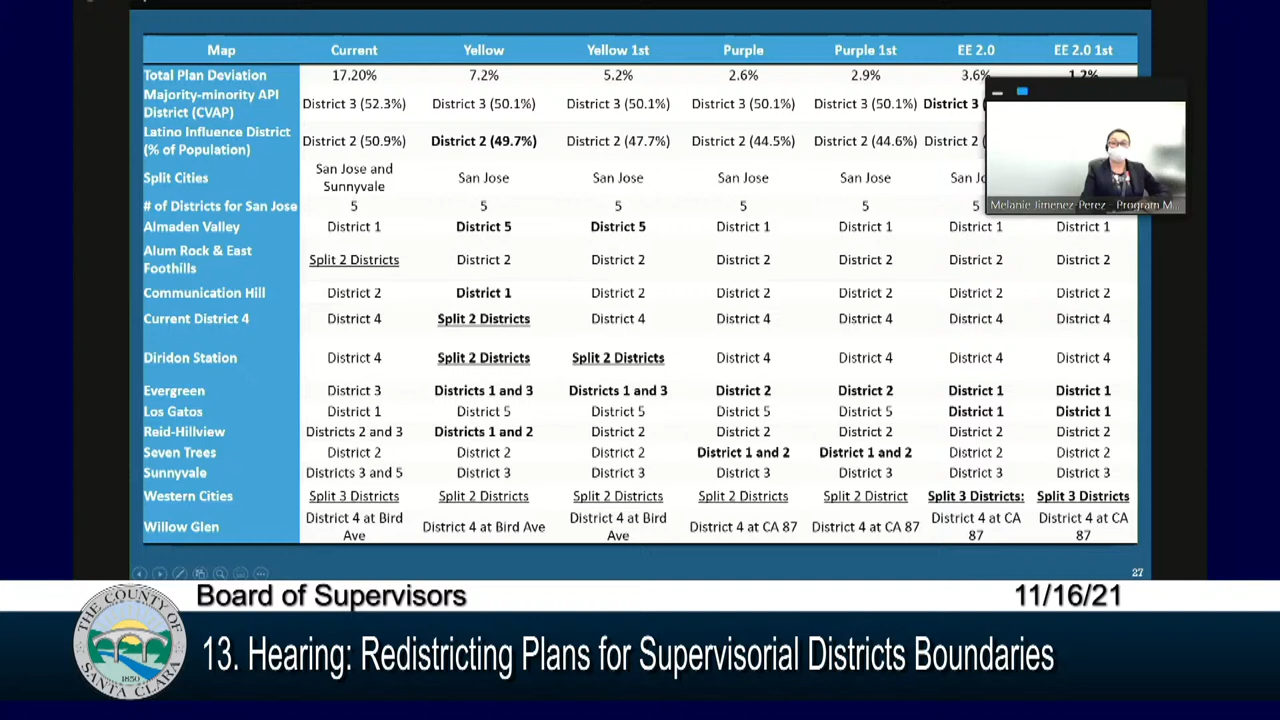 Map Current Yellow Yellow 1st Purple Purple 1st EE 2.0 EE 2.0 1st
Total Plan Deviation 17.20% 7.2% 5.2% 2.6% 2.9% 3.6% 1.2%
Majority-minority API
District (CVAP) District 3 (52.3%) District 3 (50.1%) District 3 (50.1%) District 3 (50.1%) District 3 (50.1%) District 3
Latino Influence District
(% of Population) District 2 (50.9%) District 2 (49.7%) District 2 (47.7%) District 2 (44.5%) District 2 (44.6%) District 2
Split Cities San Jose and
Sunnyvale San Jose San Jose San Jose San Jose San
# of Districts for San Jose 5 5 5 5 5 5
Almaden Valley District 1 District 5 District 5 District 1 District 1 District 1 District 1
Alum Rock & East
Foothills Split 2 Districts District 2 District 2 District 2 District 2 District 2 District 2
Communication Hill District 2 District 1 District 2 District 2 District 2 District 2 District 2
Current District 4 District 4 Split 2 Districts District 4 District 4 District 4 District 4 District 4
Diridon Station District 4 Split 2 Districts Split 2 Districts District 4 District 4 District 4 District 4
Evergreen District 3 Districts 1 and 3 Districts 1 and 3 District 2 District 2 District 1 District 1
Los Gatos District 1 District 5 District 5 District 5 District 5 District 1 District 1
Reid-Hillview Districts 2 and 3 Districts 1 and 2 District 2 District 2 District 2 District 2 District 2
Seven Trees District 2 District 2 District 2 District 1 and 2 District 1 and 2 District 2 District 2
Sunnyvale Districts 3 and 5 District 3 District 3 District 3 District 3 District 3 District 3
Western Cities Split 3 Districts Split 2 Districts Split 2 Districts Split 2 Districts Split 2 District Split 3 Districts: Split 3 Districts
Willow Glen District 4 at Bird
Ave District 4 at Bird Ave District 4 at Bird
Ave District 4 at CA 87 District 4 at CA 87 District 4 at CA
87 District 4 at CA
87
Melanie Jimenez-Perez - Program M...
27
THE COUNTY OF
SANTA CLARA
1850
Board of Supervisors 11/16/21
13. Hearing: Redistricting Plans for Supervisorial Districts Boundaries